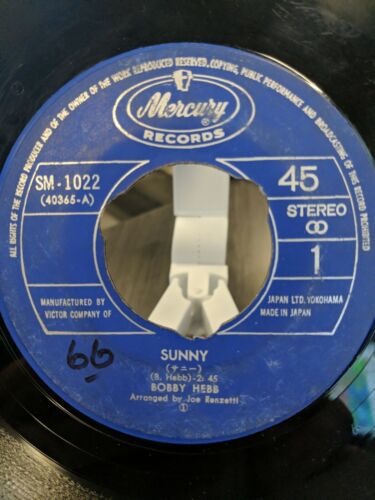 ALL RIGHTS OF THE RECORD PRODUCER AND OF THE OWNER OF THE WORK REPRODUCED RESERVED. COPYING, PUBLIC PERFORMANCE AND BROADCASTING OF THE RECORD PROHIBITED
Mercury
®
RECORDS
SM-1022
(40365-A)
45
STEREO
1
MANUFACTURED BY
VICTOR COMPANY OF
JAPAN LTD. YOKOHAMA
MADE IN JAPAN
66
SUNNY
(サニー)
(B. Hebb)-2: 45
BOBBY HEBB
Arranged by Joe Renzetti
①